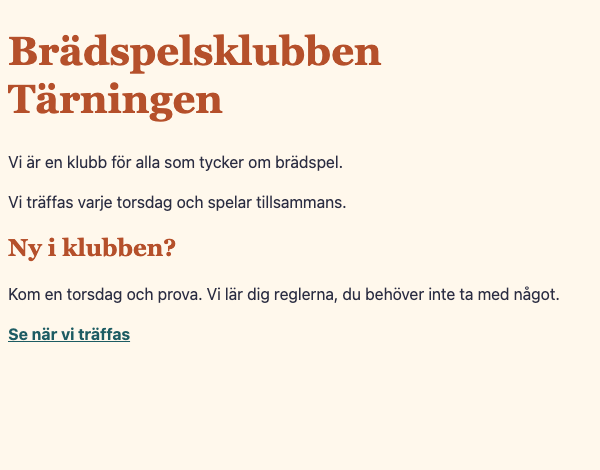 Brädspelsklubben
Tärningen
Vi är en klubb för alla som tycker om brädspel.
Vi träffas varje torsdag och spelar tillsammans.
Ny i klubben?
Kom en torsdag och prova. Vi lär dig reglerna, du behöver inte ta med något.
Se när vi träffas